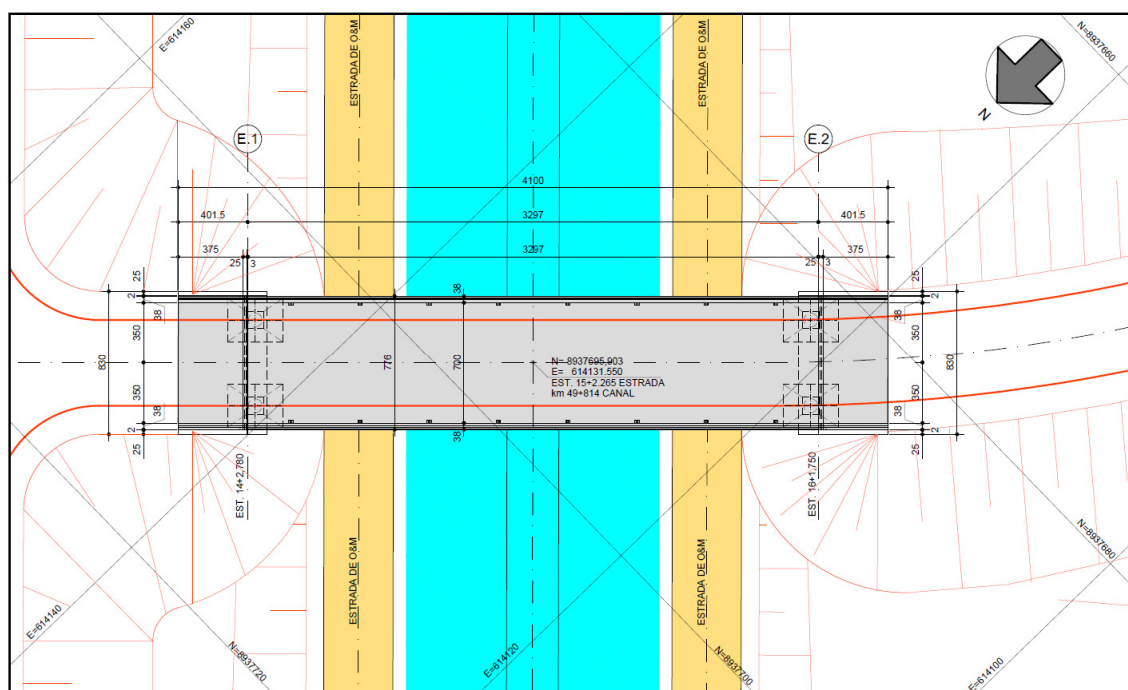 E=614160
ESTRADA DE O&M
ESTRADA DE O&M
N=8937660
N
E.1
E.2
4100
401.5
3297
401.5
375
3297
375
25
3
25
3
25
2
38
350
38
830
350
38
2
25
38
776
700
38
N= 8937695,903
E= 614131.550
EST. 15+2.265 ESTRADA
km 49+814 CANAL
25
2
38
350
830
350
38
2
25
EST. 14+2,780
EST. 16+1,750
ESTRADA DE O&M
ESTRADA DE O&M
E=614140
N=8937720
E=614120
N=8937700
N=8937680
E=614100